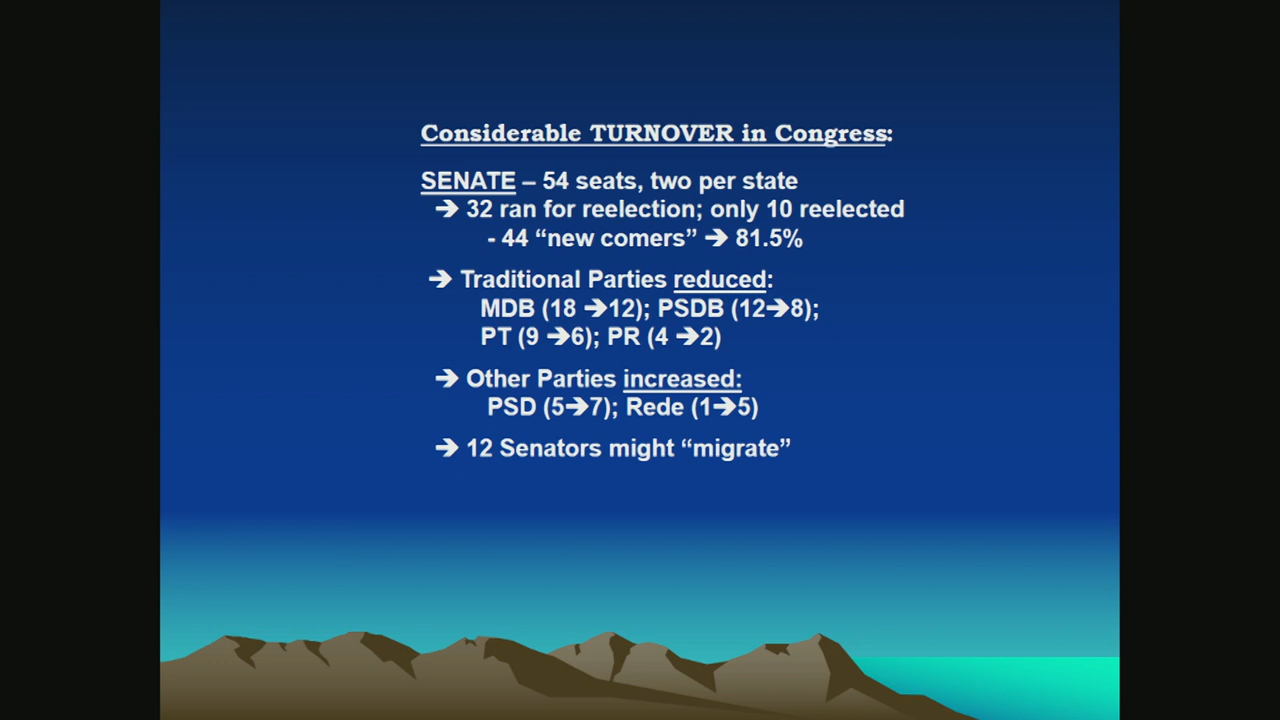 Considerable TURNOVER in Congress:
SENATE – 54 seats, two per state
➔ 32 ran for reelection; only 10 reelected
- 44 “new comers” ➔ 81.5%
➔ Traditional Parties reduced:
MDB (18 ➔12); PSDB (12➔8);
PT (9 ➔6); PR (4 ➔2)
➔ Other Parties increased:
PSD (5➔7); Rede (1➔5)
➔ 12 Senators might “migrate”